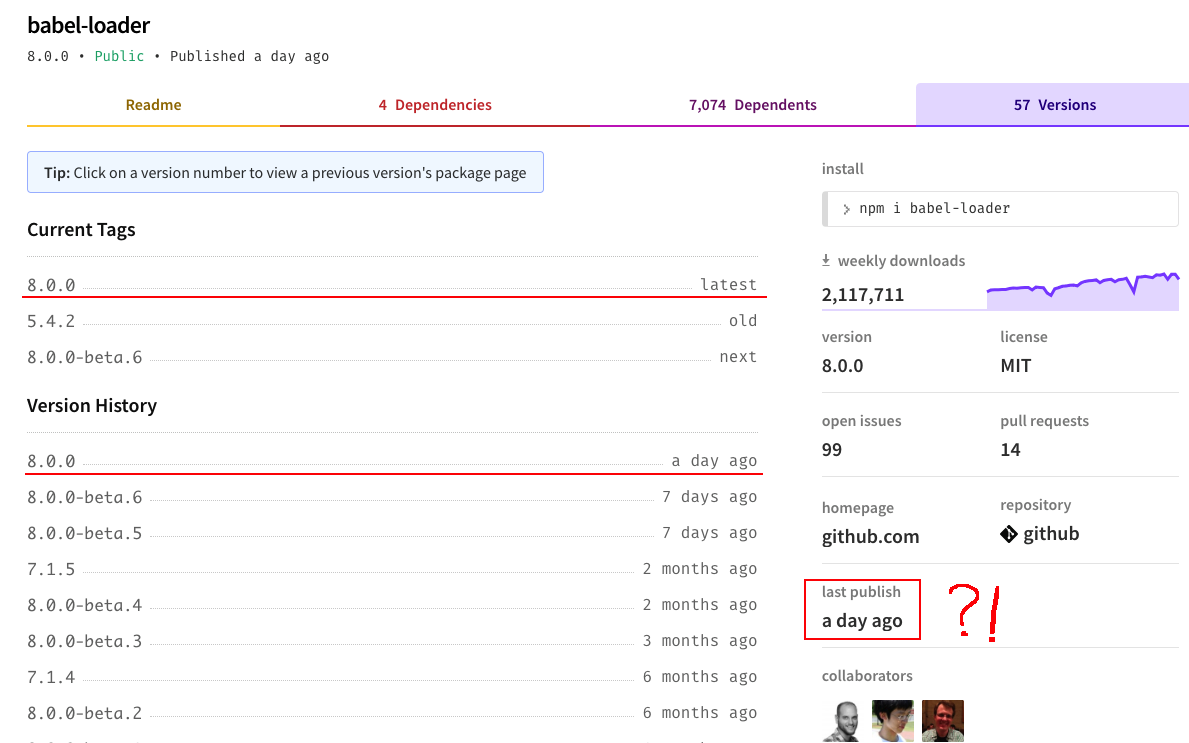 babel-loader
8.0.0 • Public • Published a day ago
Readme
4 Dependencies
7,074 Dependents
57 Versions
Tip: Click on a version number to view a previous version's package page
Current Tags
8.0.0 latest
5.4.2 old
8.0.0-beta.6 next
Version History
8.0.0 a day ago
8.0.0-beta.6 7 days ago
8.0.0-beta.5 7 days ago
7.1.5 2 months ago
8.0.0-beta.4 2 months ago
8.0.0-beta.3 3 months ago
7.1.4 6 months ago
8.0.0-beta.2 6 months ago
install
> npm i babel-loader
weekly downloads
2,117,711
version
8.0.0
license
MIT
open issues
99
pull requests
14
homepage
github.com
repository
github
last publish
a day ago
?!
collaborators